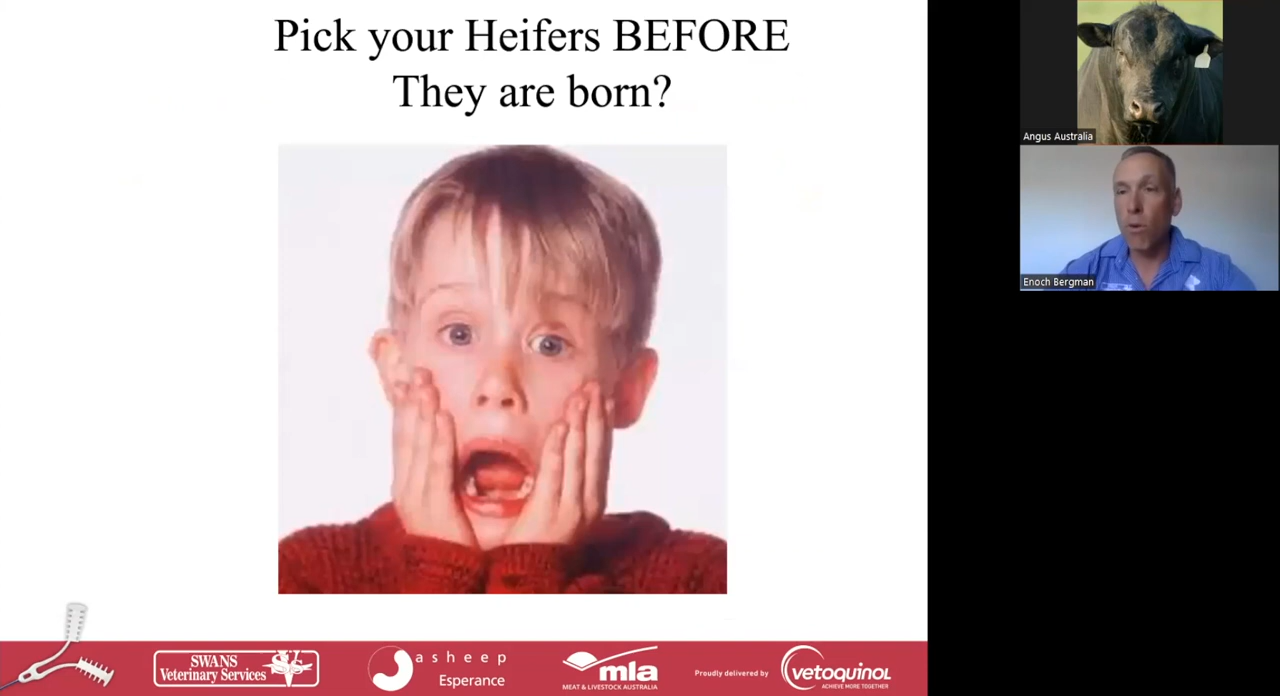 Pick your Heifers BEFORE
They are born?
Angus Australia
Enoch Bergman
SWANS
Veterinary Services
asheep
Esperance
mla
MEAT & LIVESTOCK AUSTRALIA
Proudly delivered by
vetoquinol
ACHIEVE MORE TOGETHER